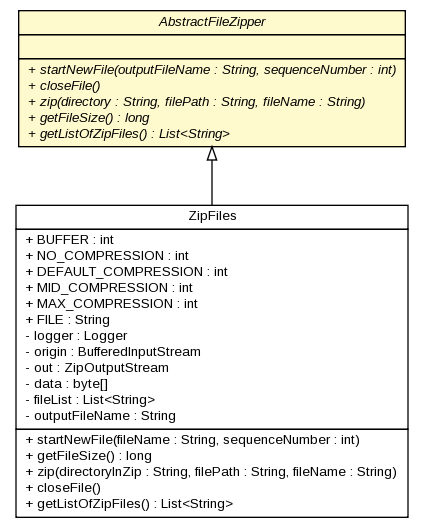 AbstractFileZipper
+ startNewFile(outputFileName : String, sequenceNumber : int)
+ closeFile()
+ zip(directory : String, filePath : String, fileName : String)
+ getFileSize() : long
+ getListOfZipFiles() : List<String>
ZipFiles
+ BUFFER : int
+ NO_COMPRESSION : int
+ DEFAULT_COMPRESSION : int
+ MID_COMPRESSION : int
+ MAX_COMPRESSION : int
+ FILE : String
- logger : Logger
- origin : BufferedInputStream
- out : ZipOutputStream
- data : byte[]
- fileList : List<String>
- outputFileName : String
+ startNewFile(fileName : String, sequenceNumber : int)
+ getFileSize() : long
+ zip(directoryInZip : String, filePath : String, fileName : String)
+ closeFile()
+ getListOfZipFiles() : List<String>